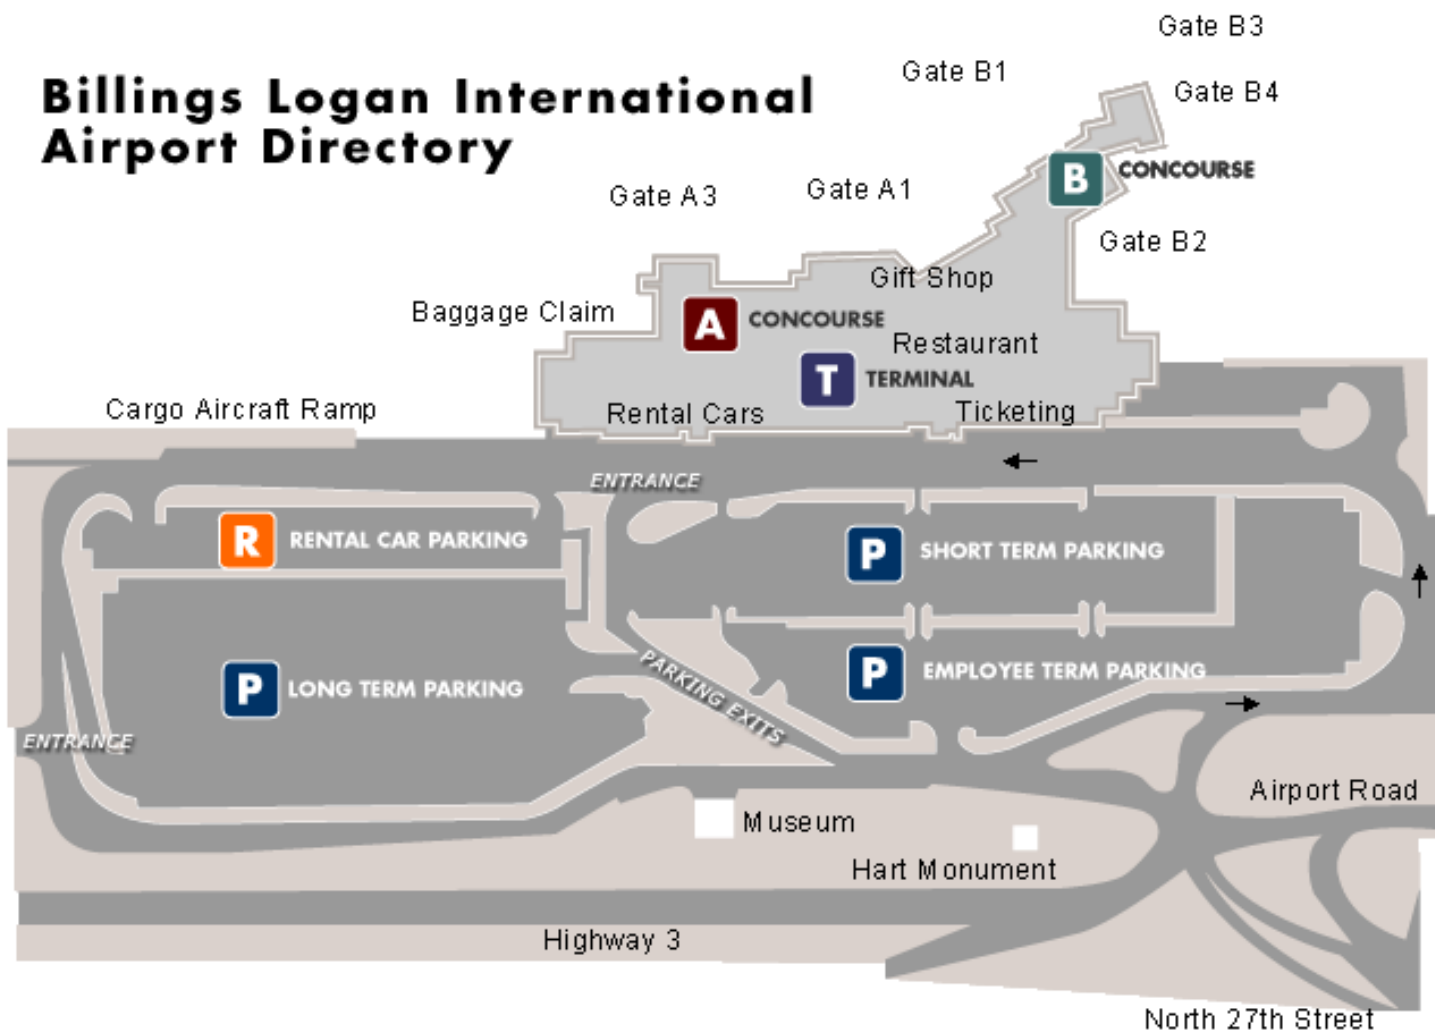 Gate B3
Gate B1
Billings Logan International
Airport Directory
Gate B4
B CONCOURSE
Gate A3
Gate A1
Gate B2
Gift Shop
Baggage Claim
A CONCOURSE
Restaurant
T TERMINAL
Cargo Aircraft Ramp
Rental Cars
Ticketing
ENTRANCE
R RENTAL CAR PARKING
P SHORT TERM PARKING
P LONG TERM PARKING
PARKING EXITS
P EMPLOYEE TERM PARKING
ENTRANCE
Airport Road
Museum
Hart Monument
Highway 3
North 27th Street